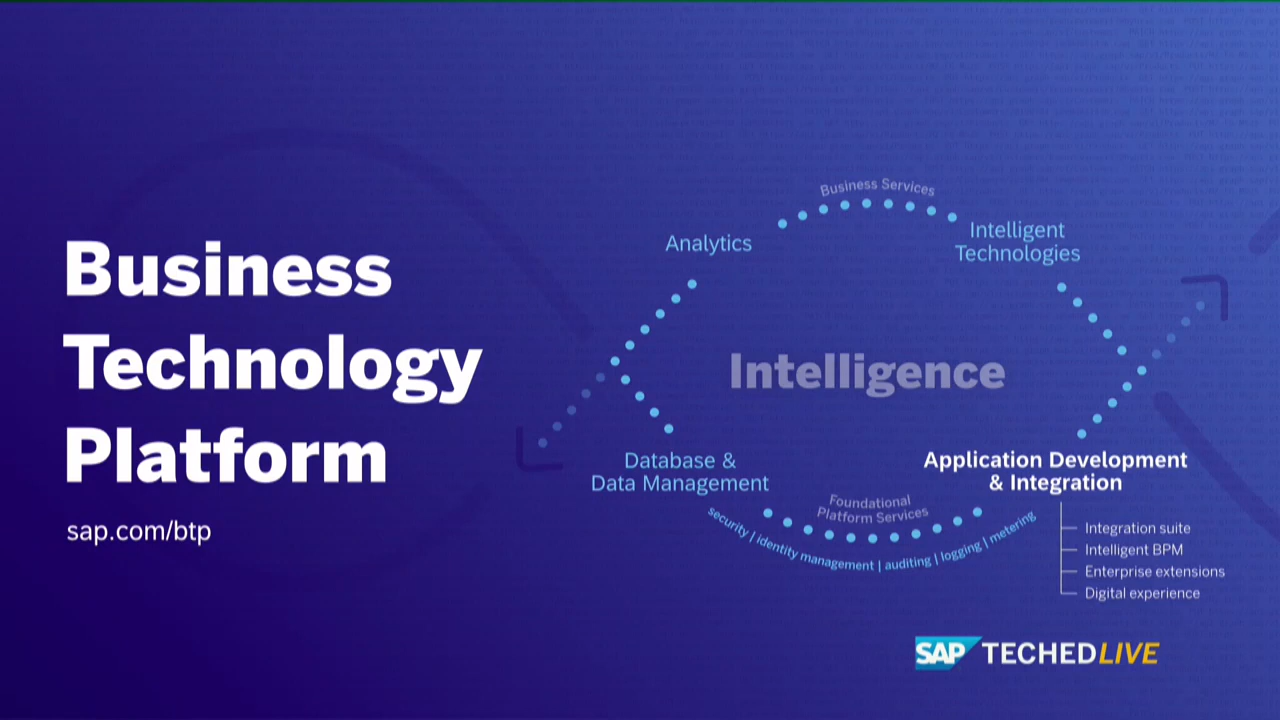 Business
Technology
Platform
sap.com/btp
Business Services
Analytics
Intelligent
Technologies
Intelligence
Database &
Data Management
Application Development
& Integration
Foundational
Platform Services
security | identity management | auditing | logging | metering
Integration suite
Intelligent BPM
Enterprise extensions
Digital experience
SAP TECHEDLIVE